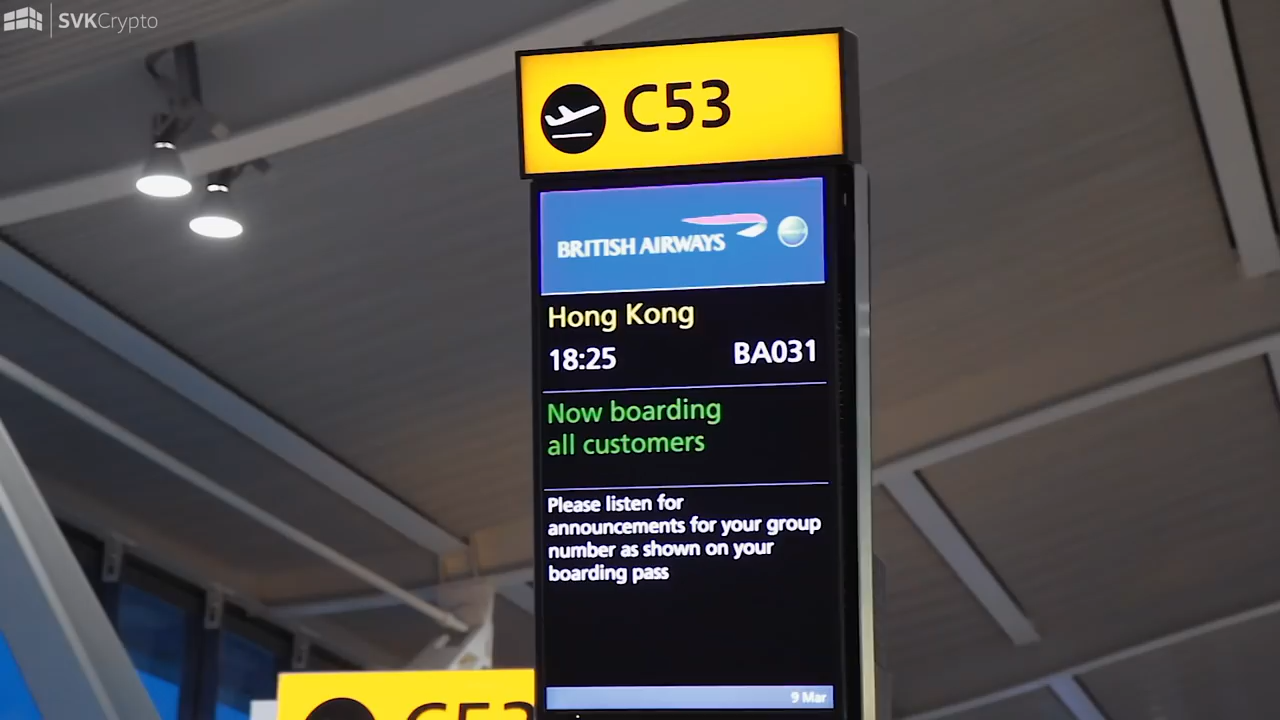 SVKCrypto
C53
BRITISH AIRWAYS
Hong Kong
18:25 BA031
Now boarding
all customers
Please listen for
announcements for your group
number as shown on your
boarding pass
9 Mar
C53